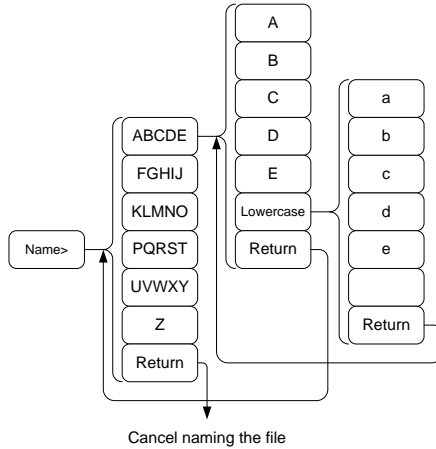 Name>
ABCDE
FGHIJ
KLMNO
PQRST
UVWXY
Z
Return
A
B
C
D
E
Lowercase
Return
a
b
c
d
e
Return
Cancel naming the file